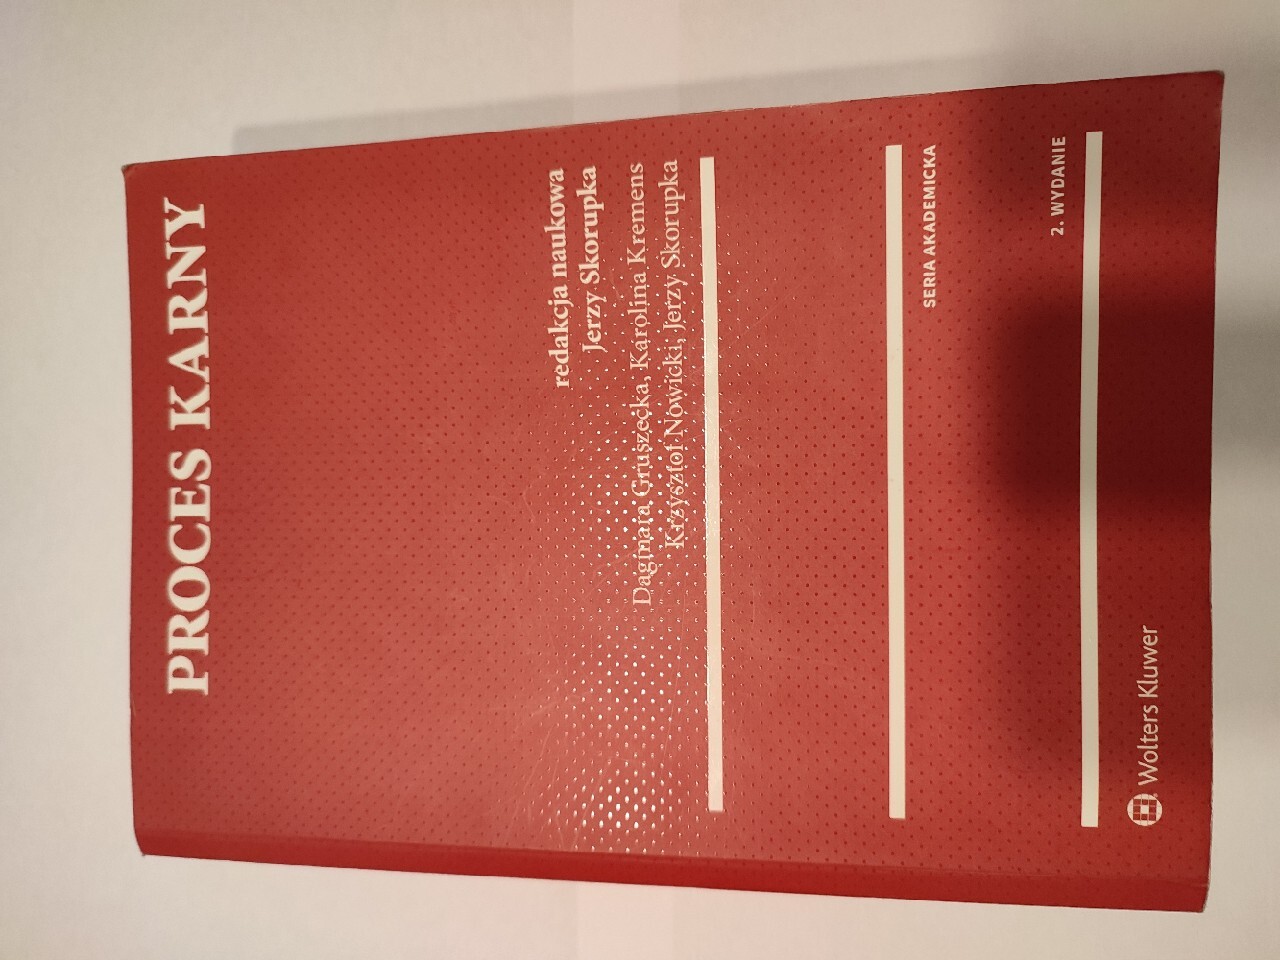 PROCES KARNY
redakcja naukowa
Jerzy Skorupka
Dagmara Gruszecka, Karolina Kremens
Krzysztof Nowicki, Jerzy Skorupka
SERIA AKADEMICKA
2. WYDANIE
Wolters Kluwer